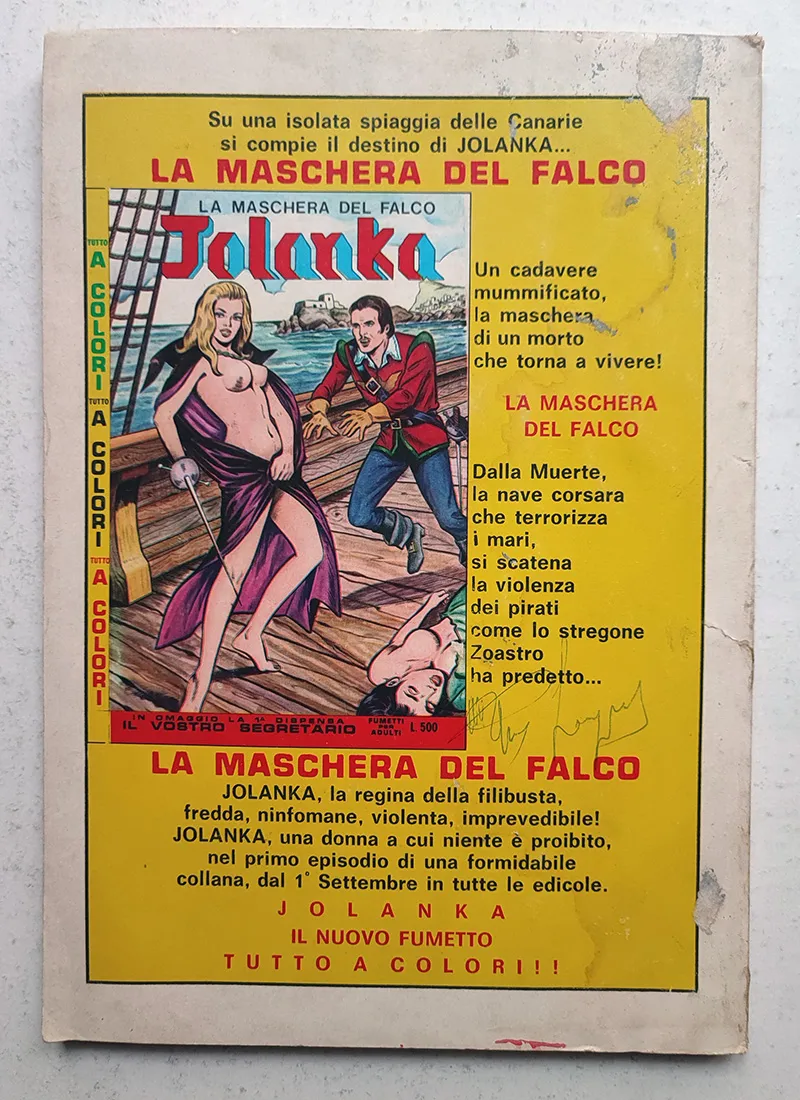 Su una isolata spiaggia delle Canarie
si compie il destino di JOLANKA...
LA MASCHERA DEL FALCO
LA MASCHERA DEL FALCO
Jolanka
TUTTO
A COLORI
TUTTO
A COLORI
TUTTO
A COLORI
Un cadavere
mummificato,
la maschera
di un morto
che torna a vivere!
LA MASCHERA
DEL FALCO
Dalla Muerte,
la nave corsara
che terrorizza
i mari,
si scatena
la violenza
dei pirati
come lo stregone
Zoastro
ha predetto...
IN OMAGGIO LA 1ª DISPENSA
IL VOSTRO SEGRETARIO
FUMETTI
PER
ADULTI
L. 500
LA MASCHERA DEL FALCO
JOLANKA, la regina della filibusta,
fredda, ninfomane, violenta, imprevedibile!
JOLANKA, una donna a cui niente è proibito,
nel primo episodio di una formidabile
collana, dal 1° Settembre in tutte le edicole.
J O L A N K A
IL NUOVO FUMETTO
TUTTO A COLORI!!